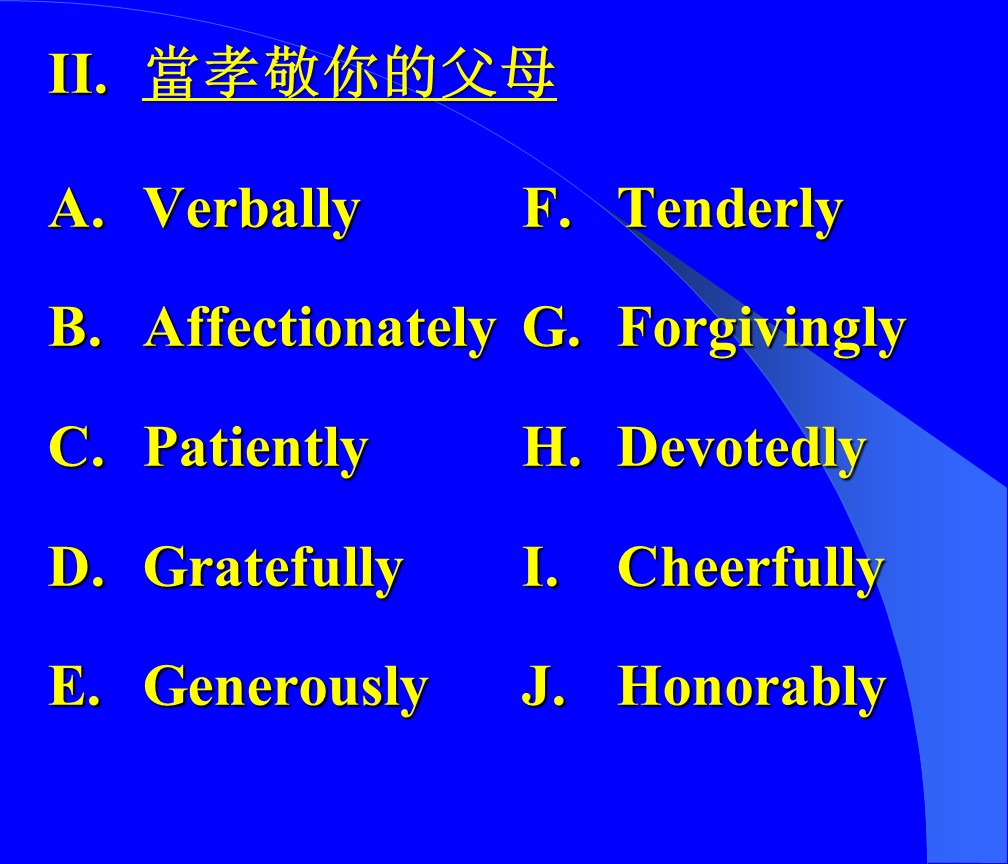 II. 當孝敬你的父母
A. Verbally
B. Affectionately
C. Patiently
D. Gratefully
E. Generously
F. Tenderly
G. Forgivingly
H. Devotedly
I. Cheerfully
J. Honorably